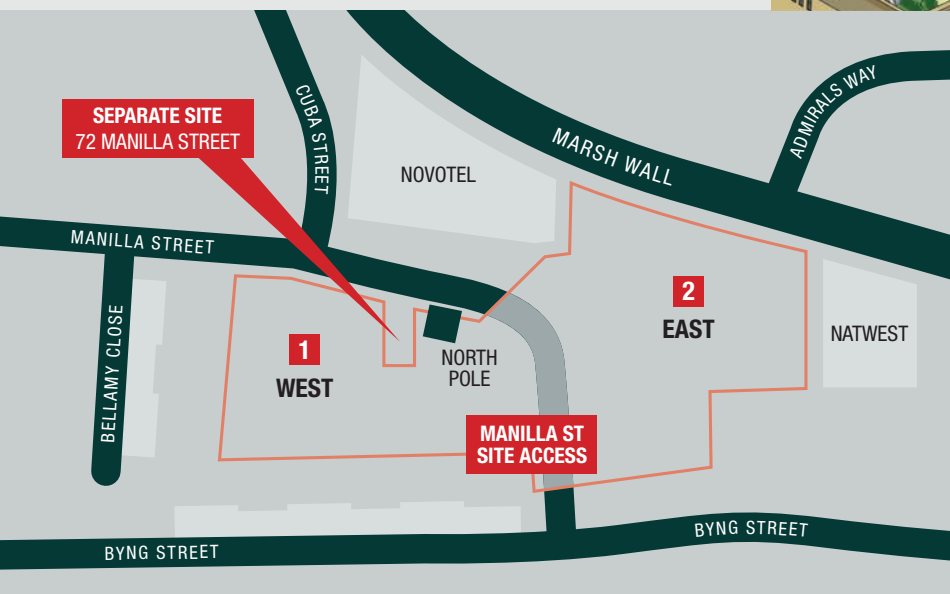 SEPARATE SITE
72 MANILLA STREET
CUBA STREET
NOVOTEL
MARSH WALL
ADMIRALS WAY
MANILLA STREET
BELLAMY CLOSE
1
WEST
NORTH
POLE
2
EAST
NATWEST
MANILLA ST
SITE ACCESS
BYNG STREET
BYNG STREET